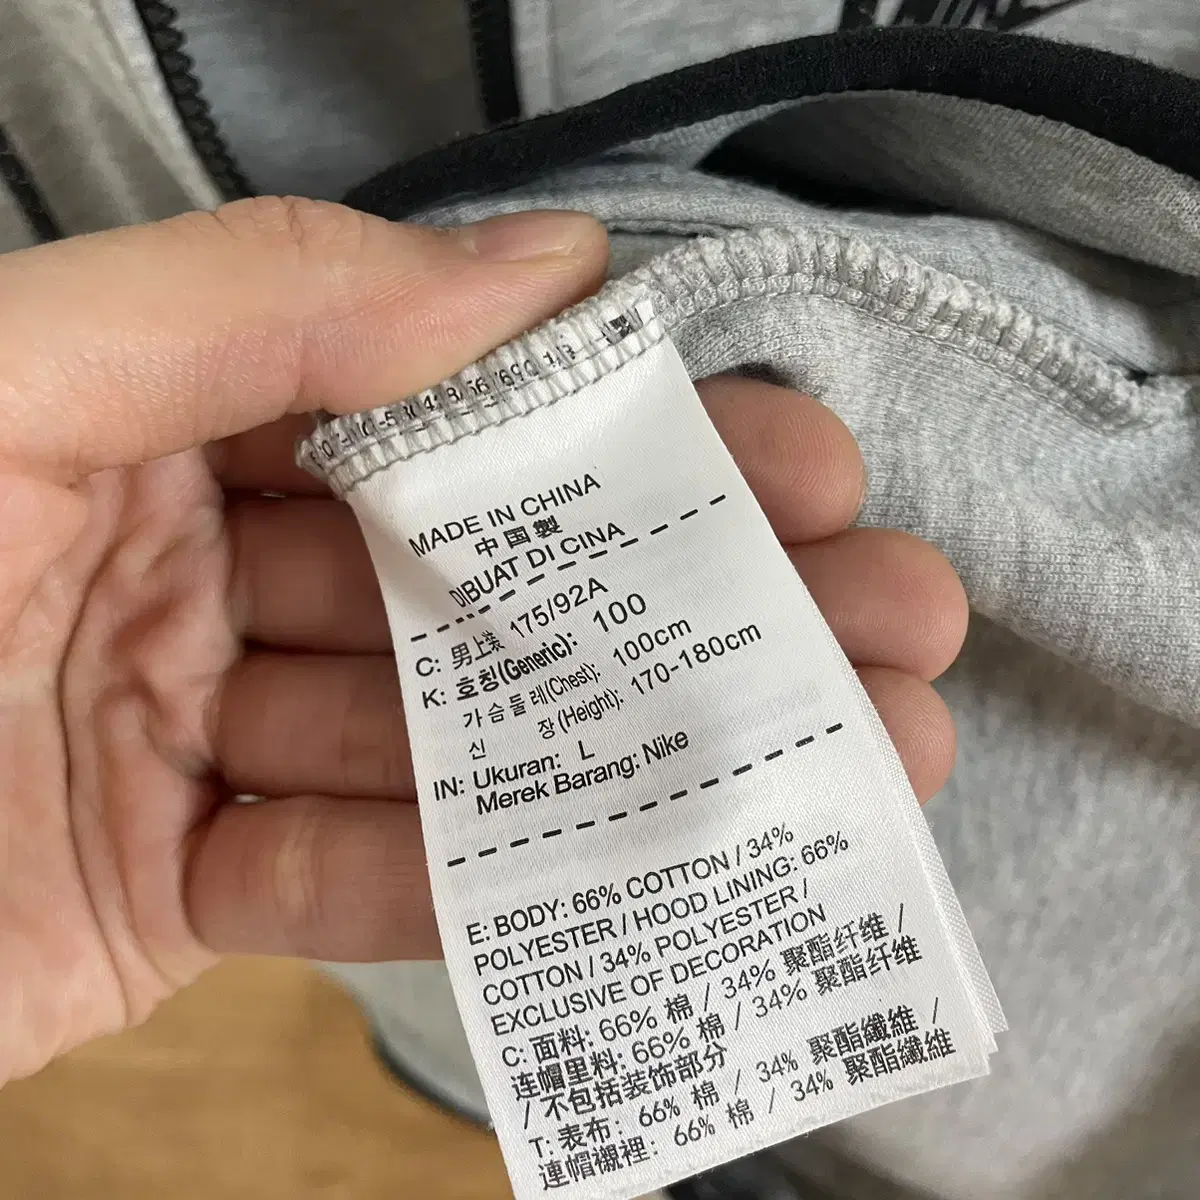 MADE IN CHINA
中国製
DIBUAT DI CINA
C: 男上装 175/92A
K: 호칭(Generic): 100
가슴둘레(Chest): 100cm
신 장(Height): 170-180cm
IN: Ukuran: L
Merek Barang: Nike
E: BODY: 66% COTTON / 34%
POLYESTER / HOOD LINING: 66%
COTTON / 34% POLYESTER /
EXCLUSIVE OF DECORATION
C: 面料: 66% 棉 / 34% 聚酯纤维 /
连帽里料: 66% 棉 / 34% 聚酯纤维
/ 不包括装饰部分
T: 表布: 66% 棉 / 34% 聚酯纖維 /
連帽襯裡: 66% 棉 / 34% 聚酯纖維